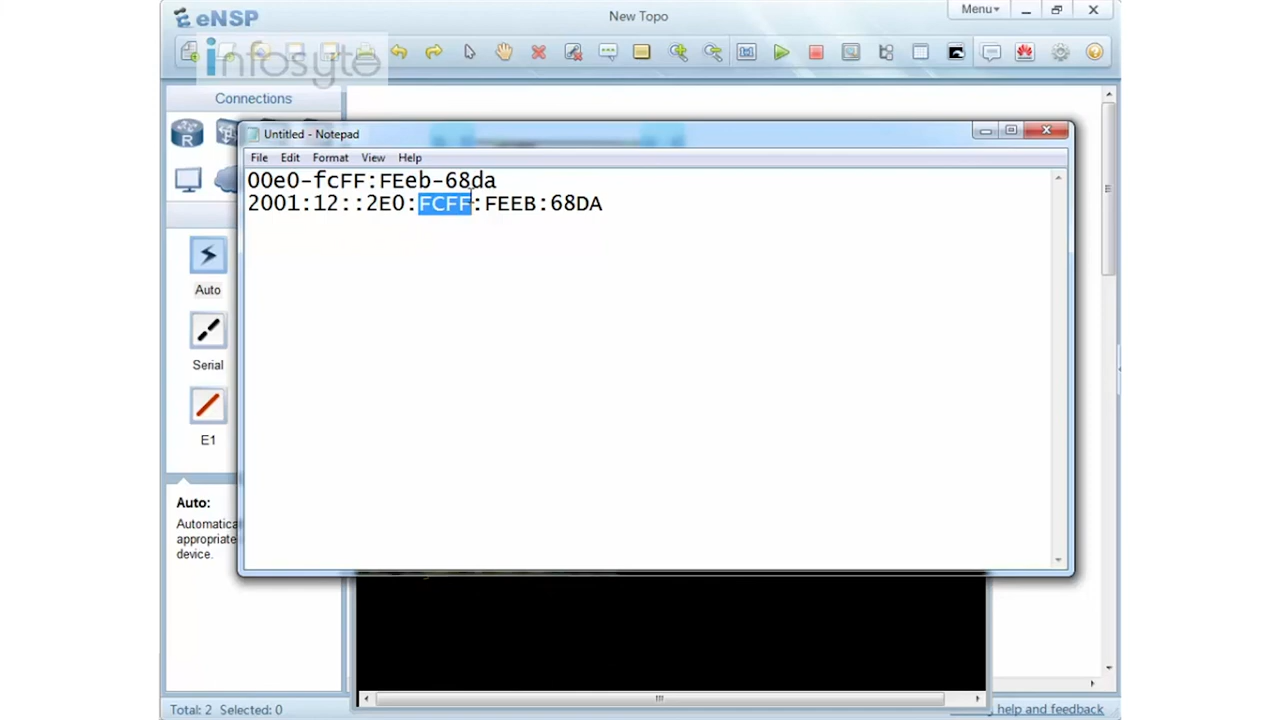 eNSP
New Topo
Menu
infosyte
Connections
R
Untitled - Notepad
File Edit Format View Help
00e0-fcFF:FEeb-68da
2001:12::2E0:FCFF:FEEB:68DA
Auto
Serial
E1
Auto:
Automatica
appropriate
device.
Total: 2 Selected: 0
help and feedback